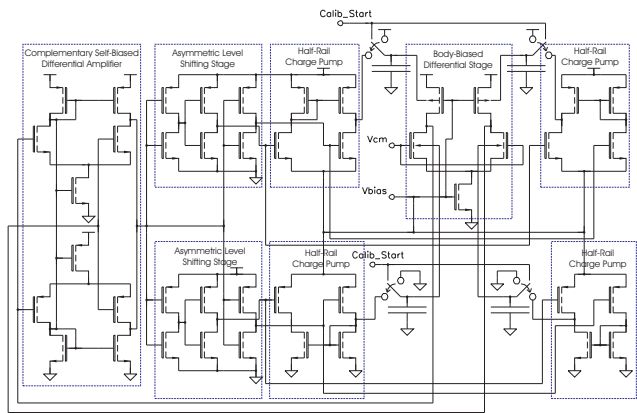 Calib_Start
Complementary Self-Biased
Differential Amplifier
Asymmetric Level
Shifting Stage
Half-Rail
Charge Pump
Body-Biased
Differential Stage
Half-Rail
Charge Pump
Vcm
Vbias
Asymmetric Level
Shifting Stage
Half-Rail
Charge Pump
Calib_Start
Half-Rail
Charge Pump